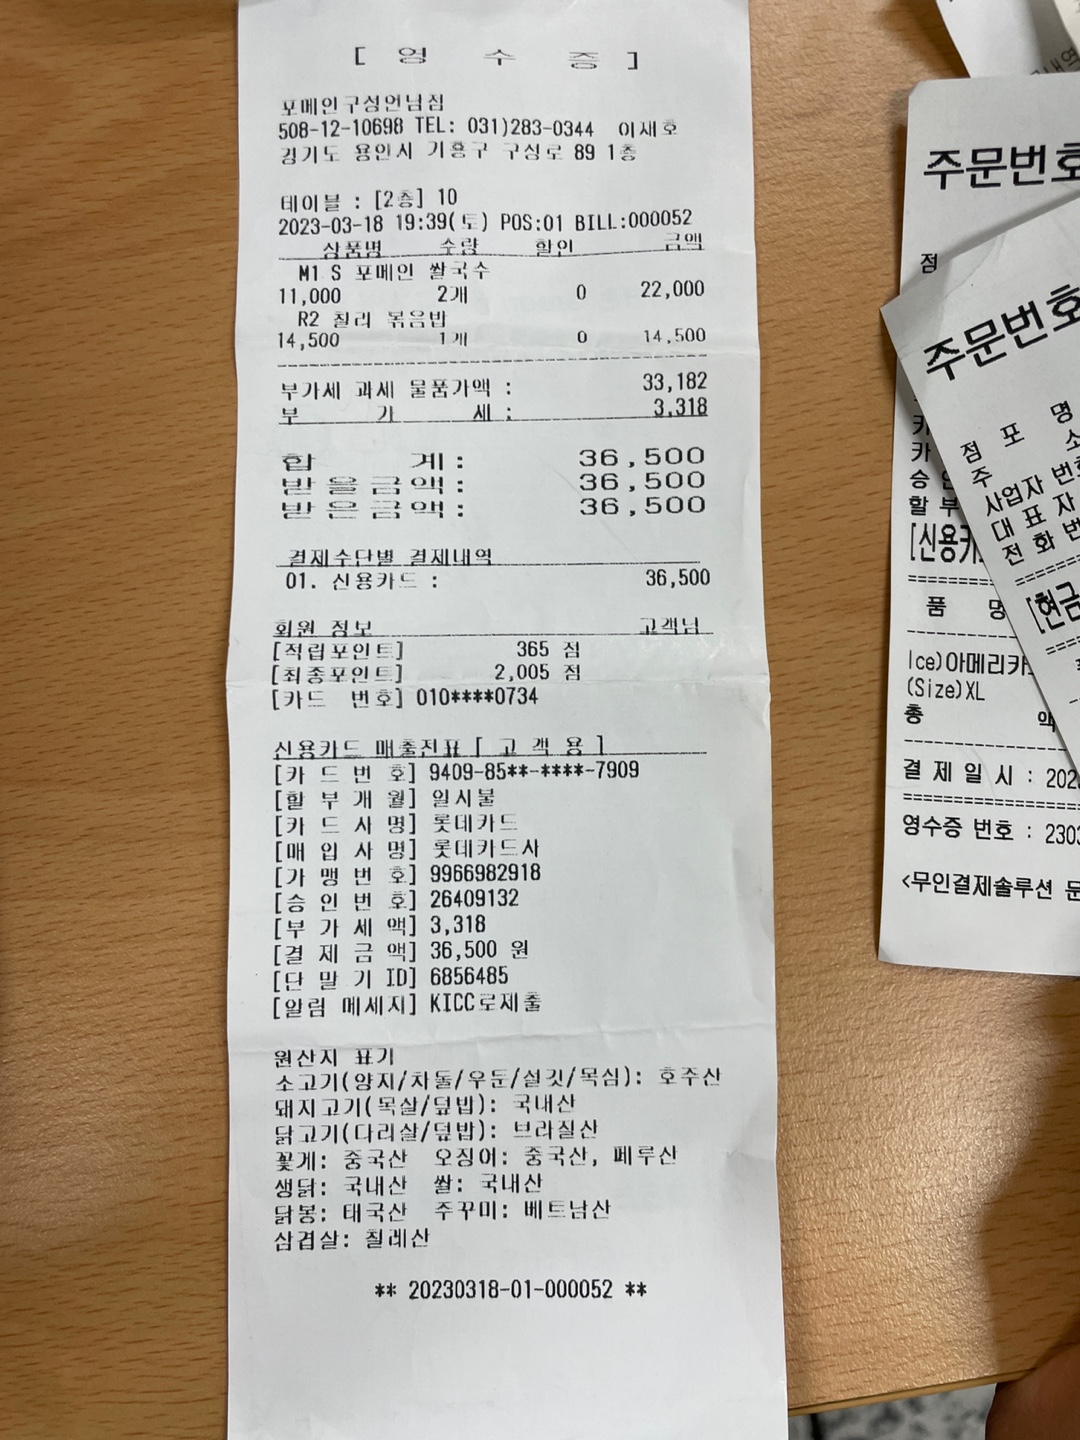 [ 영 수 증 ]
포메인구성언남점
508-12-10698 TEL: 031)283-0344 이재호
경기도 용인시 기흥구 구성로 89 1층
테이블 : [2층] 10
2023-03-18 19:39(토) POS:01 BILL:000052
상품명 수량 할인 금액
M1 S 포메인 쌀국수
11,000 2개 0 22,000
R2 칠리 볶음밥
14,500 1개 0 14,500
부가세 과세 물품가액 : 33,182
부 가 세 : 3,318
합 계 : 36,500
받을금액 : 36,500
받은금액 : 36,500
결제수단별 결제내역
01. 신용카드 : 36,500
회원 정보 고객님
[적립포인트] 365 점
[최종포인트] 2,005 점
[카드 번호] 010****0734
신용카드 매출전표 [ 고 객 용 ]
[카 드 번 호] 9409-85**-****-7909
[할 부 개 월] 일시불
[카 드 사 명] 롯데카드
[매 입 사 명] 롯데카드사
[가 맹 번 호] 9966982918
[승 인 번 호] 26409132
[부 가 세 액] 3,318
[결 제 금 액] 36,500 원
[단 말 기 ID] 6856485
[알림 메세지] KICC로제출
원산지 표기
소고기(양지/차돌/우둔/설깃/목심): 호주산
돼지고기(목살/덮밥): 국내산
닭고기(다리살/덮밥): 브라질산
꽃게: 중국산 오징어: 중국산, 페루산
생닭: 국내산 쌀: 국내산
닭봉: 태국산 주꾸미: 베트남산
삼겹살: 칠레산
** 20230318-01-000052 **
주문번호
점
카
승 인
할 부
[신용카
품 명
Ice)아메리카
(Size)XL
총 액
결 제 일 시 : 202
영수증 번호 : 230
<무인결제솔루션 문
주문번호
점 포 명
주 소
사업자 번호
대 표 자
전 화 번
[현금